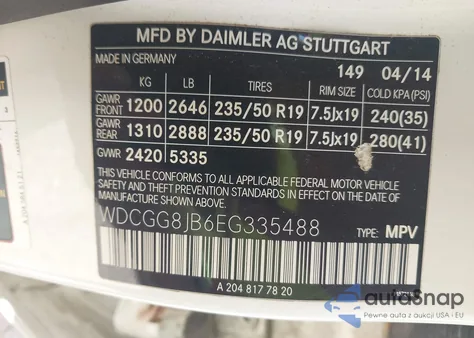 MFD BY DAIMLER AG STUTTGART
MADE IN GERMANY 149 04/14
KG LB TIRES RIM SIZE COLD KPA (PSI)
GAWR FRONT 1200 2646 235/50 R19 7.5Jx19 240(35)
GAWR REAR 1310 2888 235/50 R19 7.5Jx19 280(41)
GVWR 2420 5335
THIS VEHICLE CONFORMS TO ALL APPLICABLE FEDERAL MOTOR VEHICLE
SAFETY, BUMPER, AND THEFT PREVENTION STANDARDS IN EFFECT ON THE DATE
OF MANUFACTURE SHOWN ABOVE.
WDCGG8JB6EG335488 TYPE: MPV
A 204 817 78 20
autoSnap
Pewne auta z aukcji USA i EU